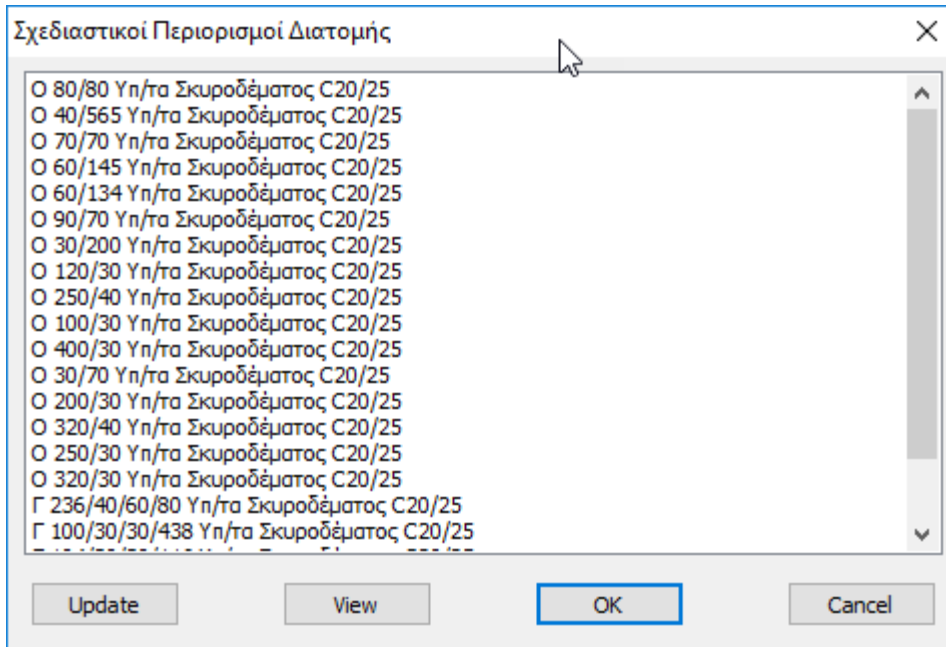 Σχεδιαστικοί Περιορισμοί Διατομής
Ο 80/80 Υπ/τα Σκυροδέματος C20/25
Ο 40/565 Υπ/τα Σκυροδέματος C20/25
Ο 70/70 Υπ/τα Σκυροδέματος C20/25
Ο 60/145 Υπ/τα Σκυροδέματος C20/25
Ο 60/134 Υπ/τα Σκυροδέματος C20/25
Ο 90/70 Υπ/τα Σκυροδέματος C20/25
Ο 30/200 Υπ/τα Σκυροδέματος C20/25
Ο 120/30 Υπ/τα Σκυροδέματος C20/25
Ο 250/40 Υπ/τα Σκυροδέματος C20/25
Ο 100/30 Υπ/τα Σκυροδέματος C20/25
Ο 400/30 Υπ/τα Σκυροδέματος C20/25
Ο 30/70 Υπ/τα Σκυροδέματος C20/25
Ο 200/30 Υπ/τα Σκυροδέματος C20/25
Ο 320/40 Υπ/τα Σκυροδέματος C20/25
Ο 250/30 Υπ/τα Σκυροδέματος C20/25
Ο 320/30 Υπ/τα Σκυροδέματος C20/25
Γ 236/40/60/80 Υπ/τα Σκυροδέματος C20/25
Γ 100/30/30/438 Υπ/τα Σκυροδέματος C20/25
Update View OK Cancel